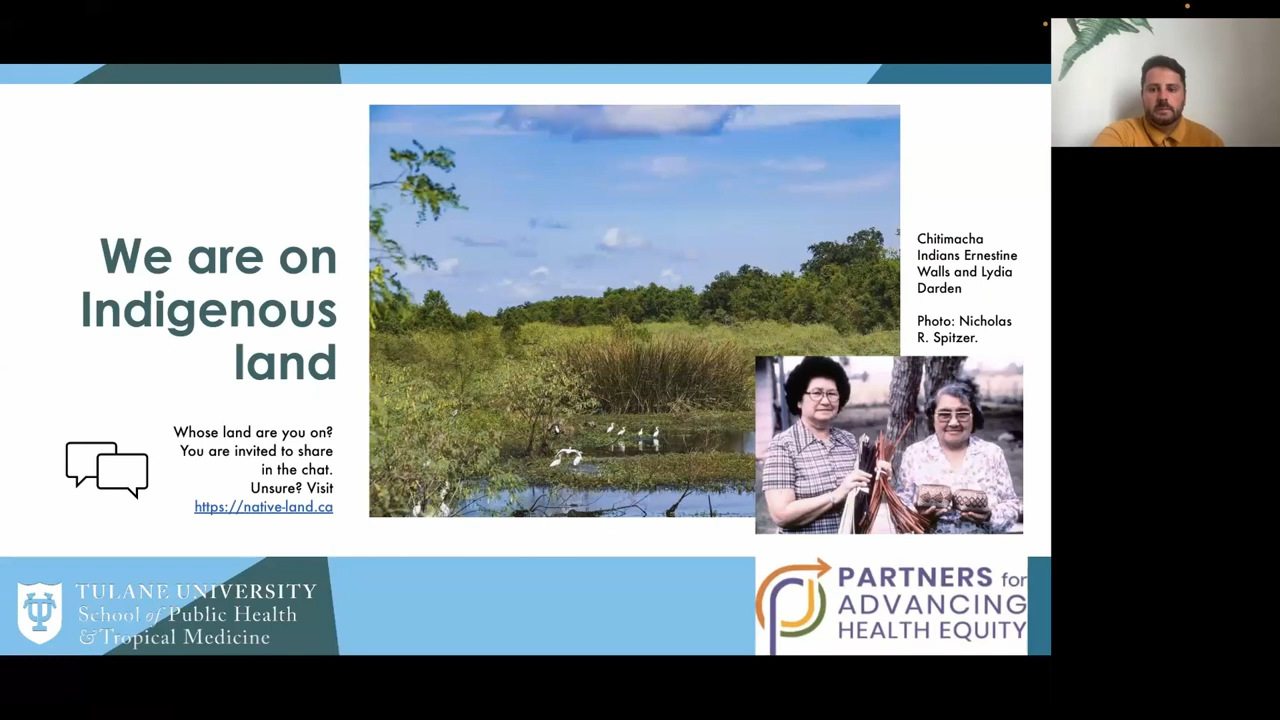 We are on
Indigenous
land
Whose land are you on?
You are invited to share
in the chat.
Unsure? Visit
https://native-land.ca
Chitimacha
Indians Ernestine
Walls and Lydia
Darden
Photo: Nicholas
R. Spitzer.
TULANE UNIVERSITY
School of Public Health
& Tropical Medicine
PARTNERS for
ADVANCING
HEALTH EQUITY